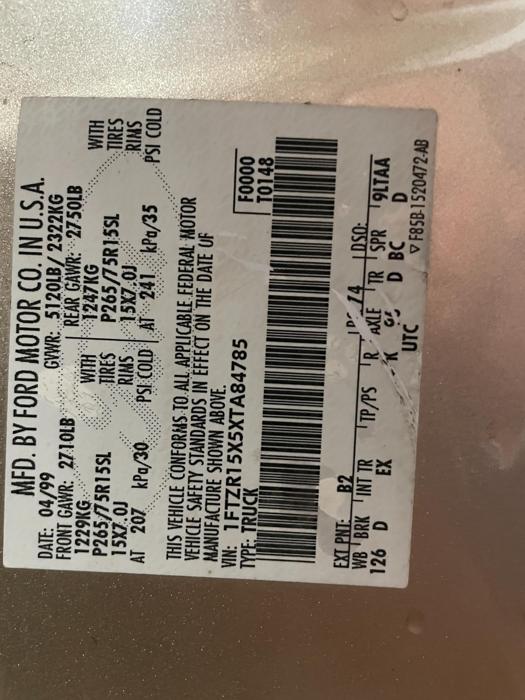 MFD. BY FORD MOTOR CO. IN U.S.A.
DATE: 04/99 GVWR: 5120LB / 2322KG
FRONT GAWR: 2710LB REAR GAWR: 2750LB
1229KG WITH 1247KG WITH
P265/75R15SL TIRES P265/75R15SL TIRES
15X7.0J RIMS 15X7.0J RIMS
AT 207 kPa/30 PSI COLD AT 241 kPa/35 PSI COLD
THIS VEHICLE CONFORMS TO ALL APPLICABLE FEDERAL MOTOR
VEHICLE SAFETY STANDARDS IN EFFECT ON THE DATE OF
MANUFACTURE SHOWN ABOVE.
VIN: 1FTZR15X5XTA84785 F0000
TYPE: TRUCK T0148
EXT PNT: B2 14 DSO:
WB BRK INT TR TP/PS R AXLE TR SPR 9LTAA
126 D EX K D BC D
UTC ▽ F85B-1520472-AB